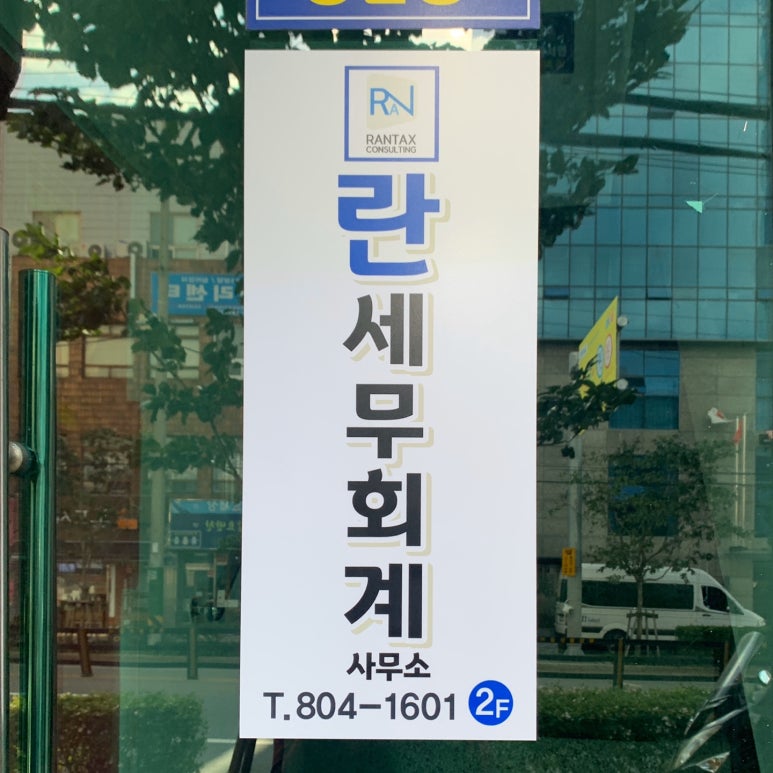 RAN
RANTAX
CONSULTING
란
세
무
회
계
사무소
T. 804-1601 2F